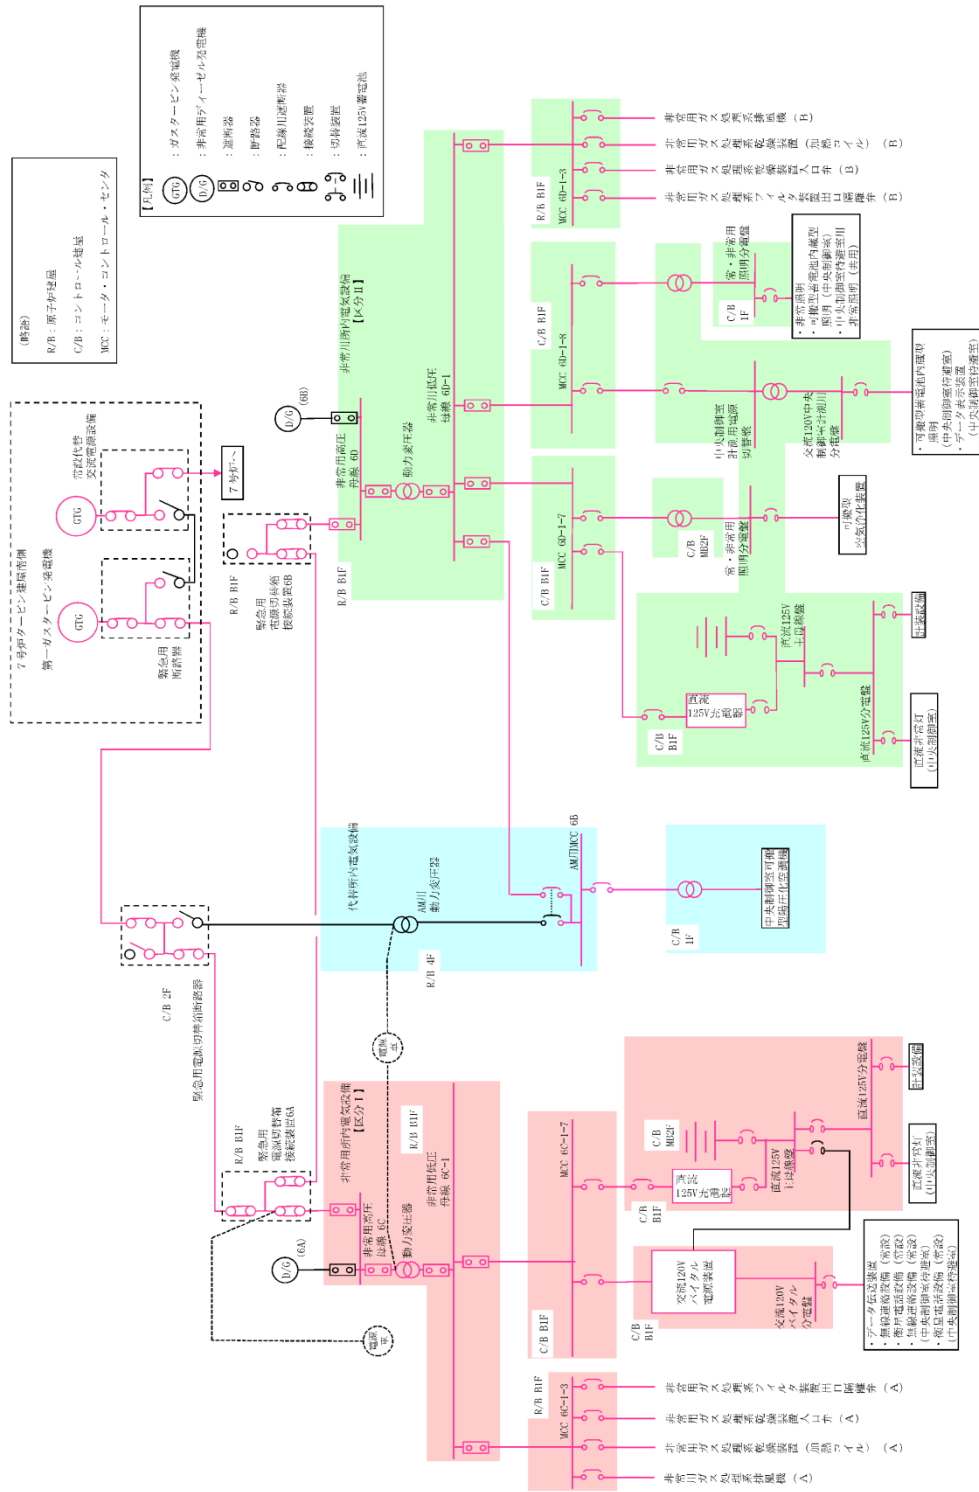 (略語)
R/B：原子炉建屋
C/B：コントロール建屋
MCC：モータ・コントロール・センタ
【凡例】
GTG
：ガスタービン発電機
D/G
：非常用ディーゼル発電機
：遮断器
：断路器
：配線用遮断器
：接続装置
：切替装置
：直流125V蓄電池
7号炉タービン建屋南側
第一ガスタービン発電機
常設代替
交流電源設備
GTG
GTG
緊急用
断路器
7号炉へ
C/B 2F
緊急用電源切替箱断路器
R/B B1F
緊急用
電源切替箱
接続装置6A
R/B B1F
緊急用
電源切替箱
接続装置6B
電源車
電源車
D/G
(6A)
非常用所内電気設備
【区分Ⅰ】
非常用高圧
母線 6C
動力変圧器
R/B B1F
非常用低圧
母線 6C-1
代替所内電気設備
AM用
動力変圧器
R/B 4F
AM用MCC 6B
C/B
1F
中央制御室可搬
型陽圧化空調機
D/G
(6B)
非常用所内電気設備
【区分Ⅱ】
非常用高圧
母線 6D
動力変圧器
R/B B1F
非常用低圧
母線 6D-1
R/B B1F
MCC 6C-1-3
非常用ガス処理系排風機 (A)
非常用ガス処理系乾燥装置 (加熱コイル) (A)
非常用ガス処理系乾燥装置入口弁 (A)
非常用ガス処理系フィルタ装置出口隔離弁 (A)
C/B B1F
MCC 6C-1-7
C/B
B1F
交流120V
バイタル
電源装置
交流120V
バイタル
分電盤
・データ伝送装置
・無線連絡設備 (常設)
・衛星電話設備 (常設)
・無線連絡設備 (常設)
(中央制御室待避室)
・衛星電話設備 (常設)
(中央制御室待避室)
C/B
B1F
直流
125V充電器
C/B
MB2F
直流125V
主母線盤
直流125V分電盤
直流非常灯
(中央制御室)
計装設備
C/B B1F
MCC 6D-1-7
C/B
B1F
直流
125V充電器
直流125V
主母線盤
直流125V分電盤
直流非常灯
(中央制御室)
計装設備
C/B
MB2F
常・非常用
照明分電盤
可搬型
空気浄化装置
C/B B1F
MCC 6D-1-8
中央制御室
計測用電源
切替盤
交流120V中央
制御室計測用
分電盤
・可搬型蓄電池内蔵型
照明
(中央制御室待避室)
・データ表示装置
(中央制御室待避室)
常・非常用
照明分電盤
C/B
1F
・非常照明
・可搬型蓄電池内蔵型
照明 (中央制御室)
・中央制御室待避室用
非常照明 (共用)
R/B B1F
MCC 6D-1-3
非常用ガス処理系フィルタ装置出口隔離弁 (B)
非常用ガス処理系乾燥装置入口弁 (B)
非常用ガス処理系乾燥装置 (加熱コイル) (B)
非常用ガス処理系排風機 (B)